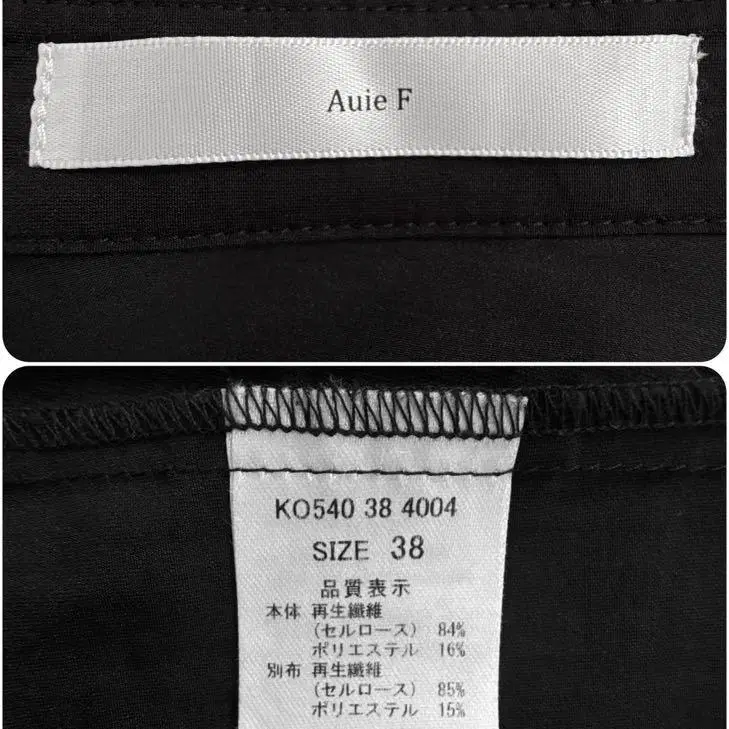 Auie F
KO540 38 4004
SIZE 38
品質表示
本体 再生繊維
(セルロース) 84%
ポリエステル 16%
別布 再生繊維
(セルロース) 85%
ポリエステル 15%